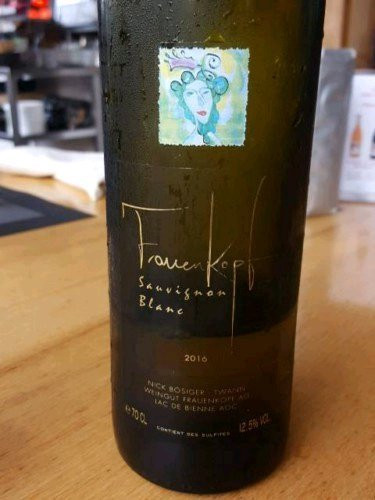 Frauenkopf
Sauvignon
Blanc
2016
NICK BÖSIGER - TWANN
WEINGUT FRAUENKOPF AG
LAC DE BIENNE AOC
e 70 CL
12.5% VOL
CONTIENT DES SULFITES